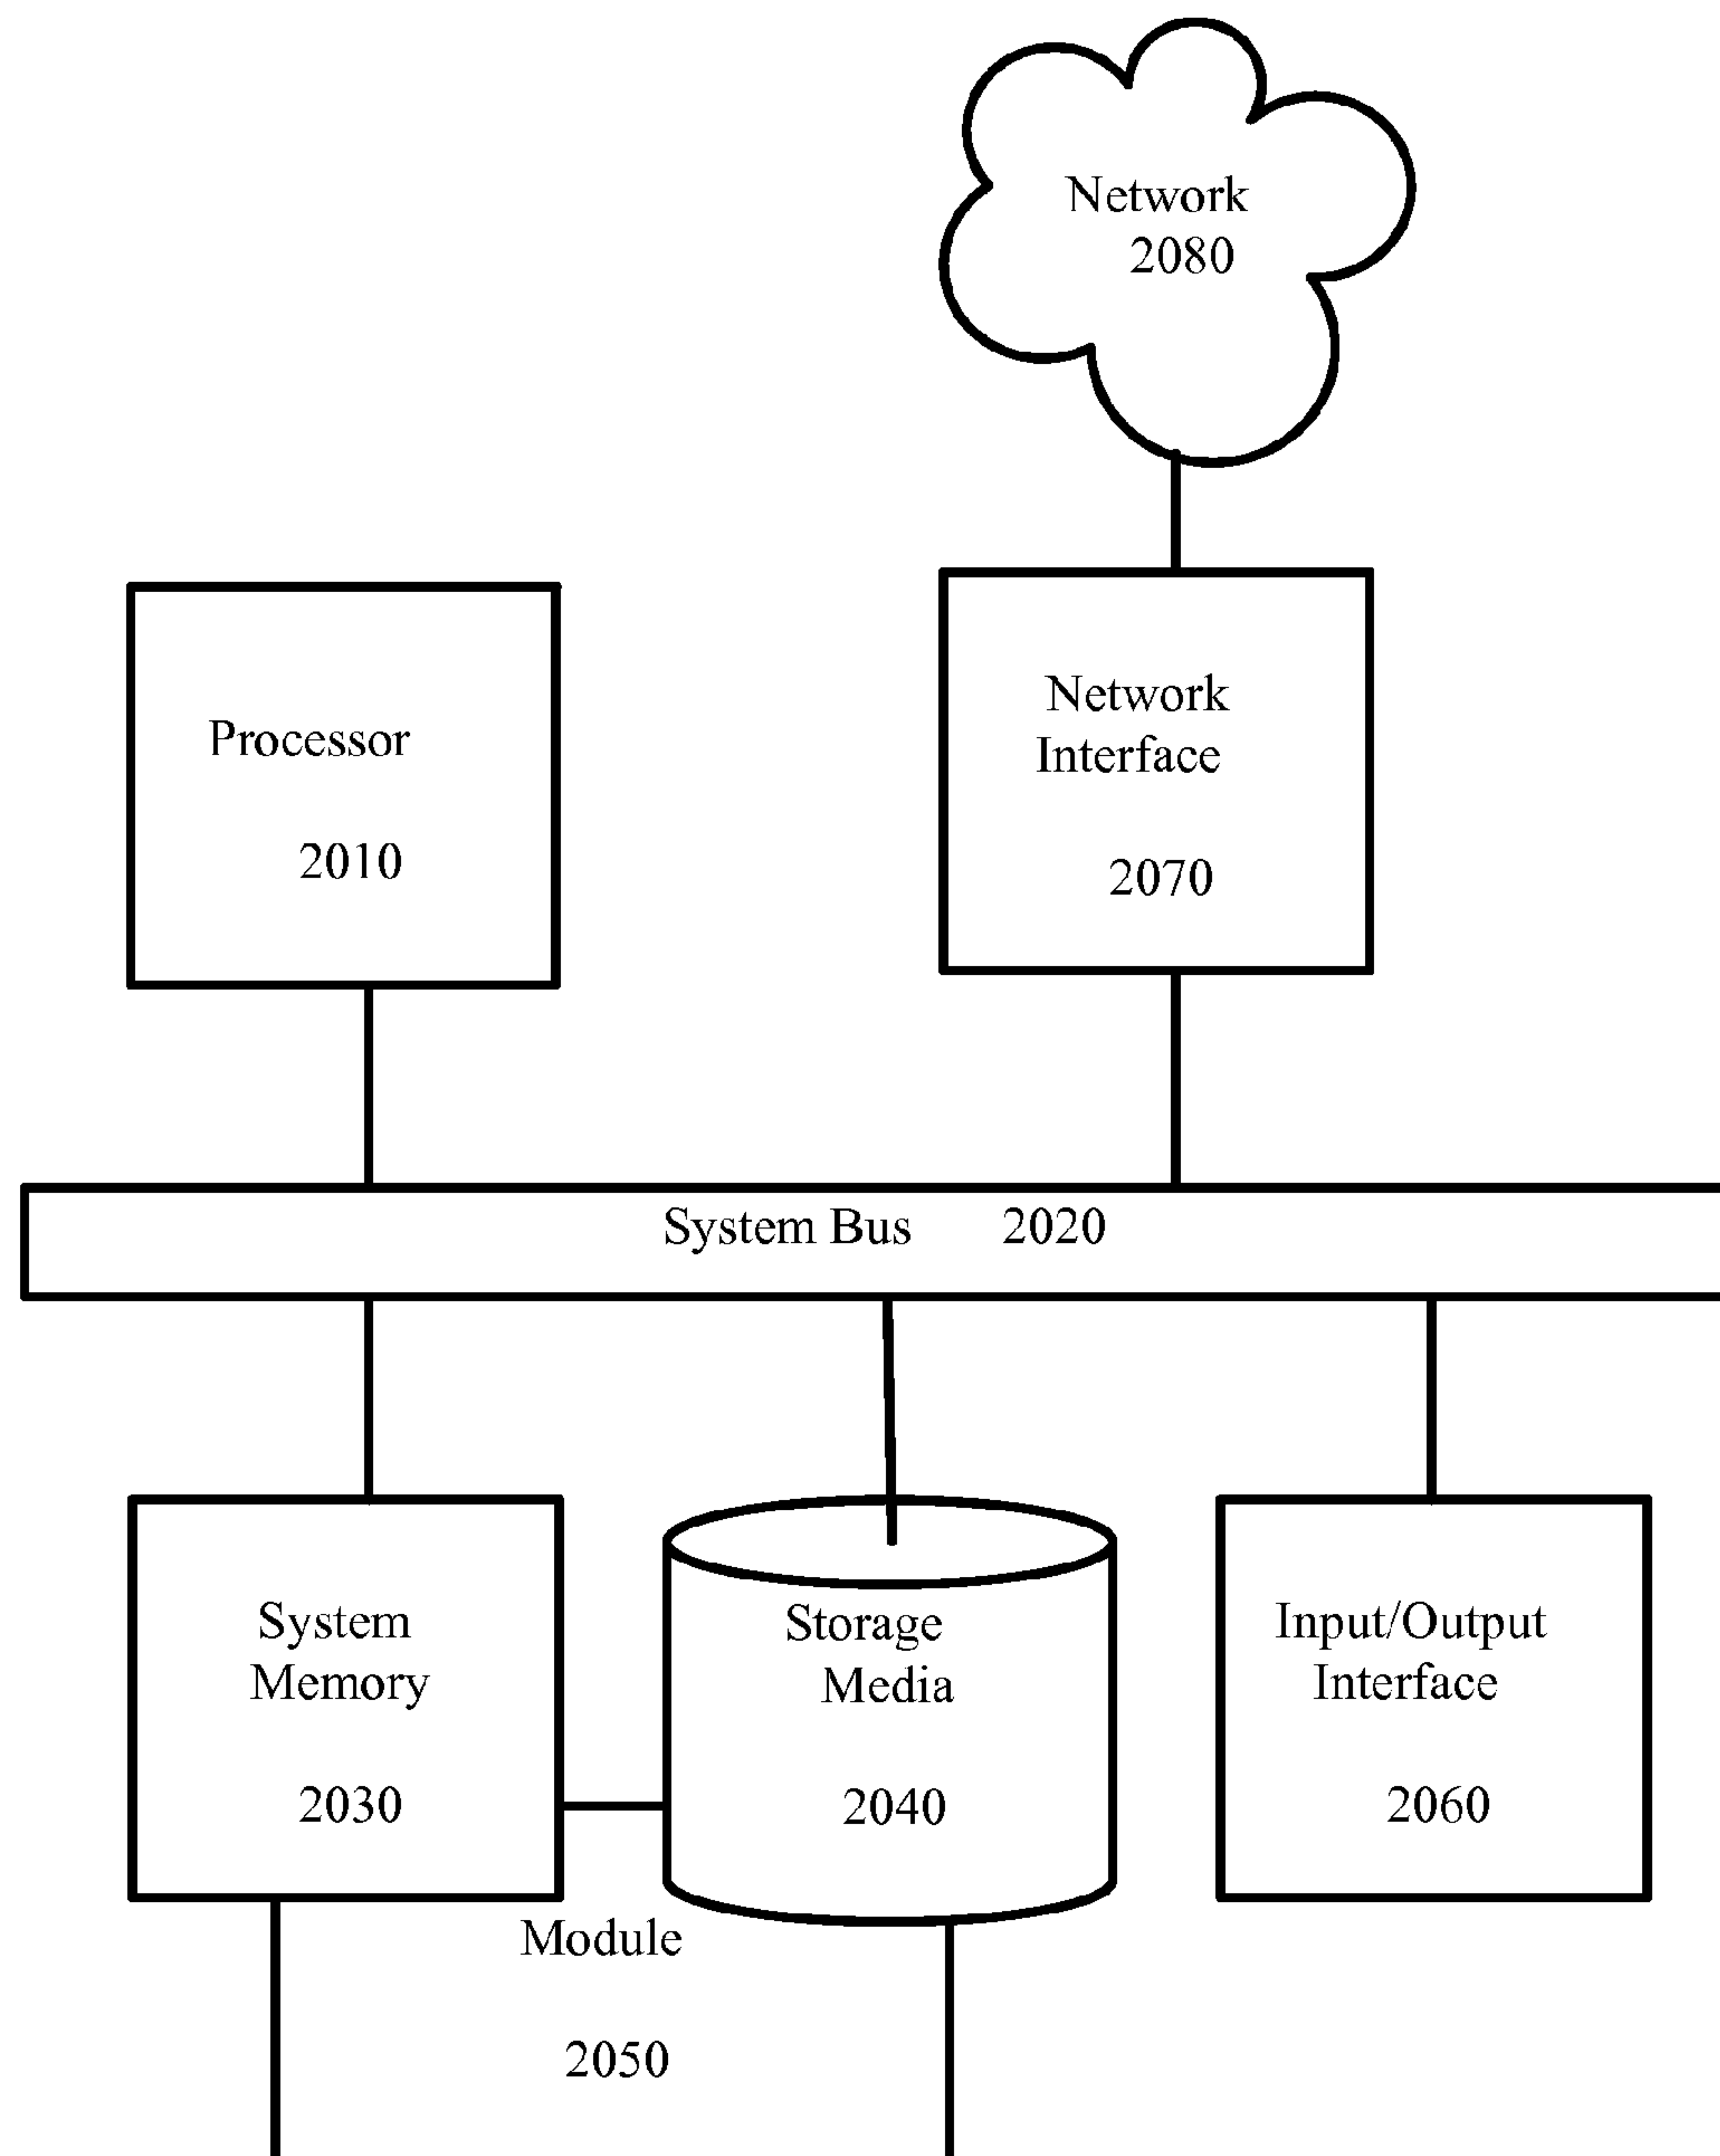 Network
2080
Processor
2010
Network
Interface
2070
System Bus 2020
System
Memory
2030
Storage
Media
2040
Input/Output
Interface
2060
Module
2050